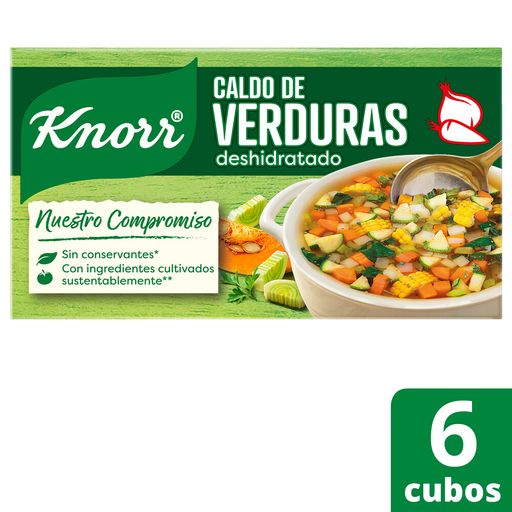 Knorr®
CALDO DE
VERDURAS
deshidratado
Nuestro Compromiso
Sin conservantes*
Con ingredientes cultivados
sustentablemente**
6
cubos